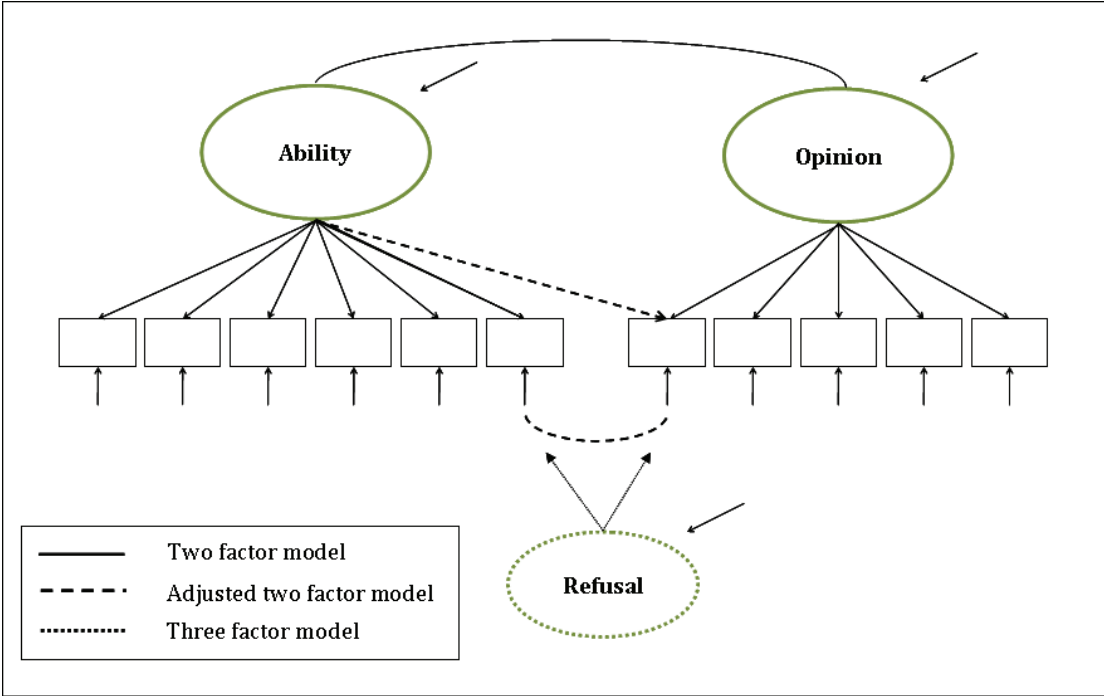 Ability
Opinion
Refusal
Two factor model
Adjusted two factor model
Three factor model